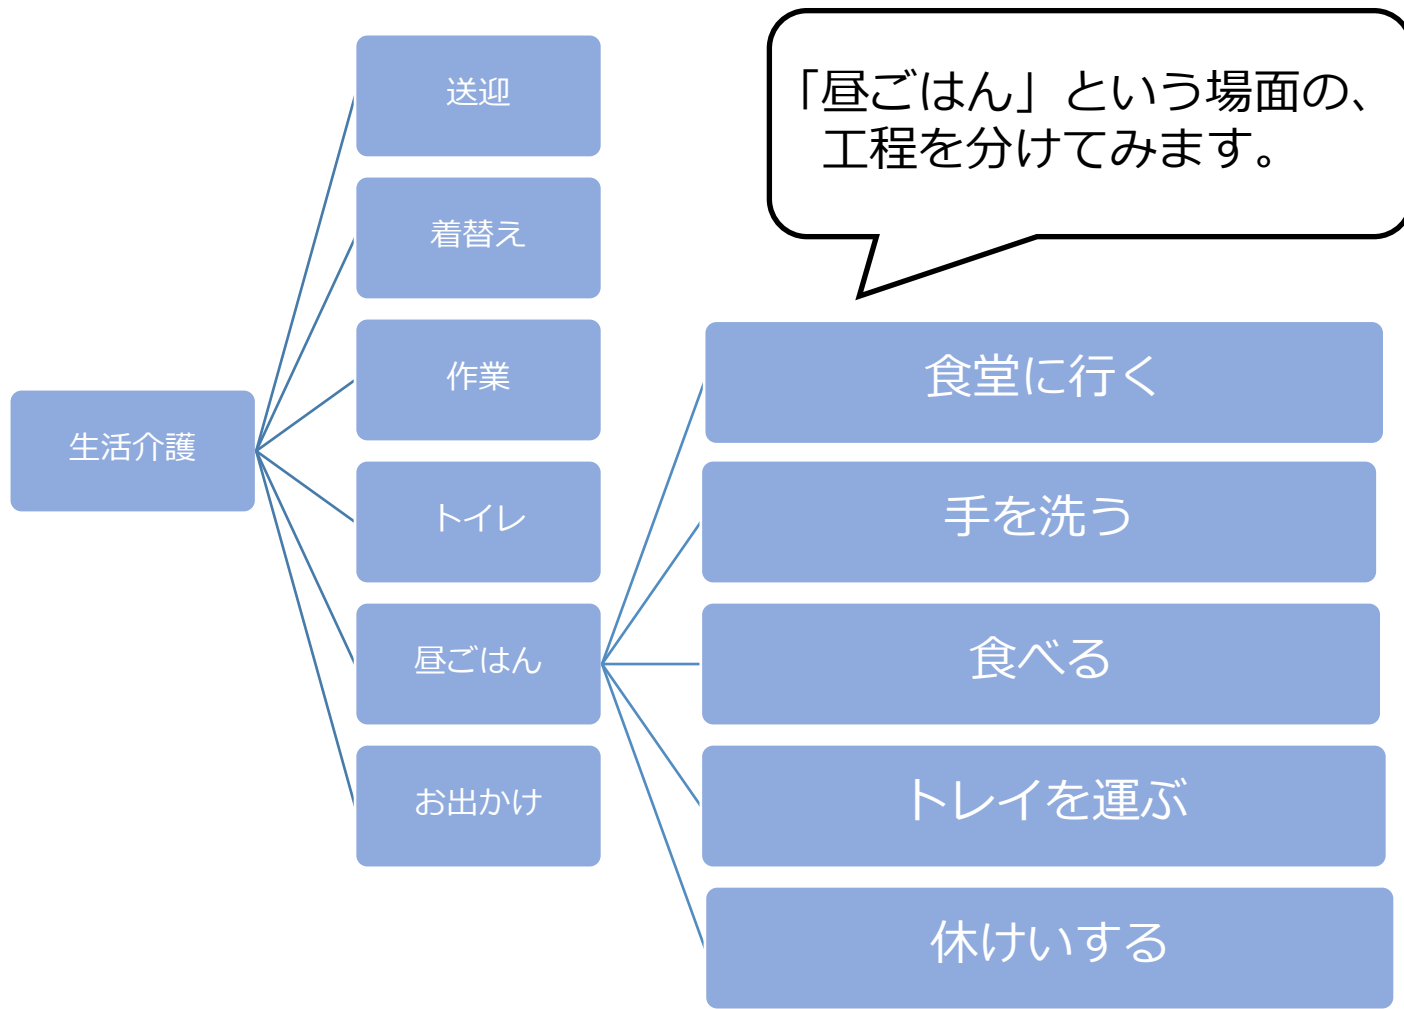 「昼ごはん」という場面の、
工程を分けてみます。
生活介護
送迎
着替え
作業
トイレ
昼ごはん
お出かけ
食堂に行く
手を洗う
食べる
トレイを運ぶ
休けいする